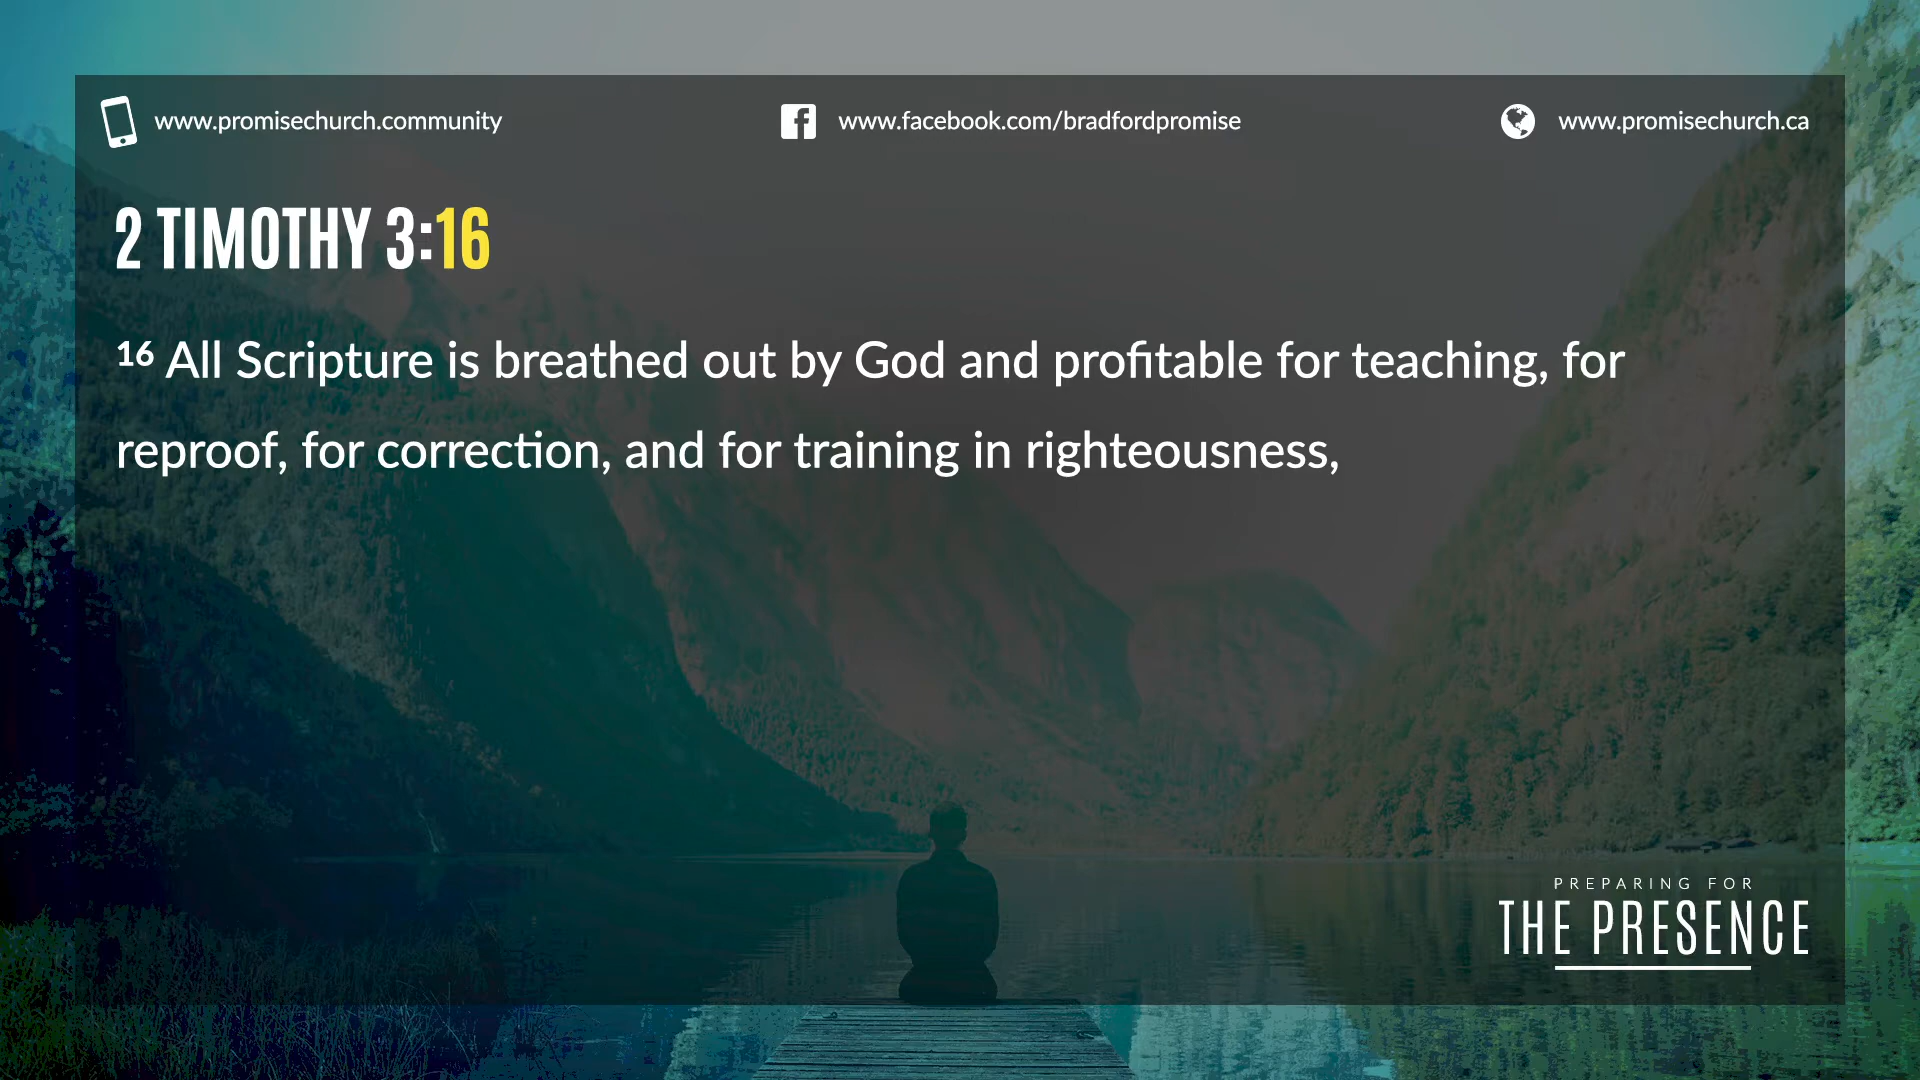 www.promisechurch.community
www.facebook.com/bradfordpromise
www.promisechurch.ca
2 TIMOTHY 3:16
16 All Scripture is breathed out by God and profitable for teaching, for
reproof, for correction, and for training in righteousness,
PREPARING FOR
THE PRESENCE